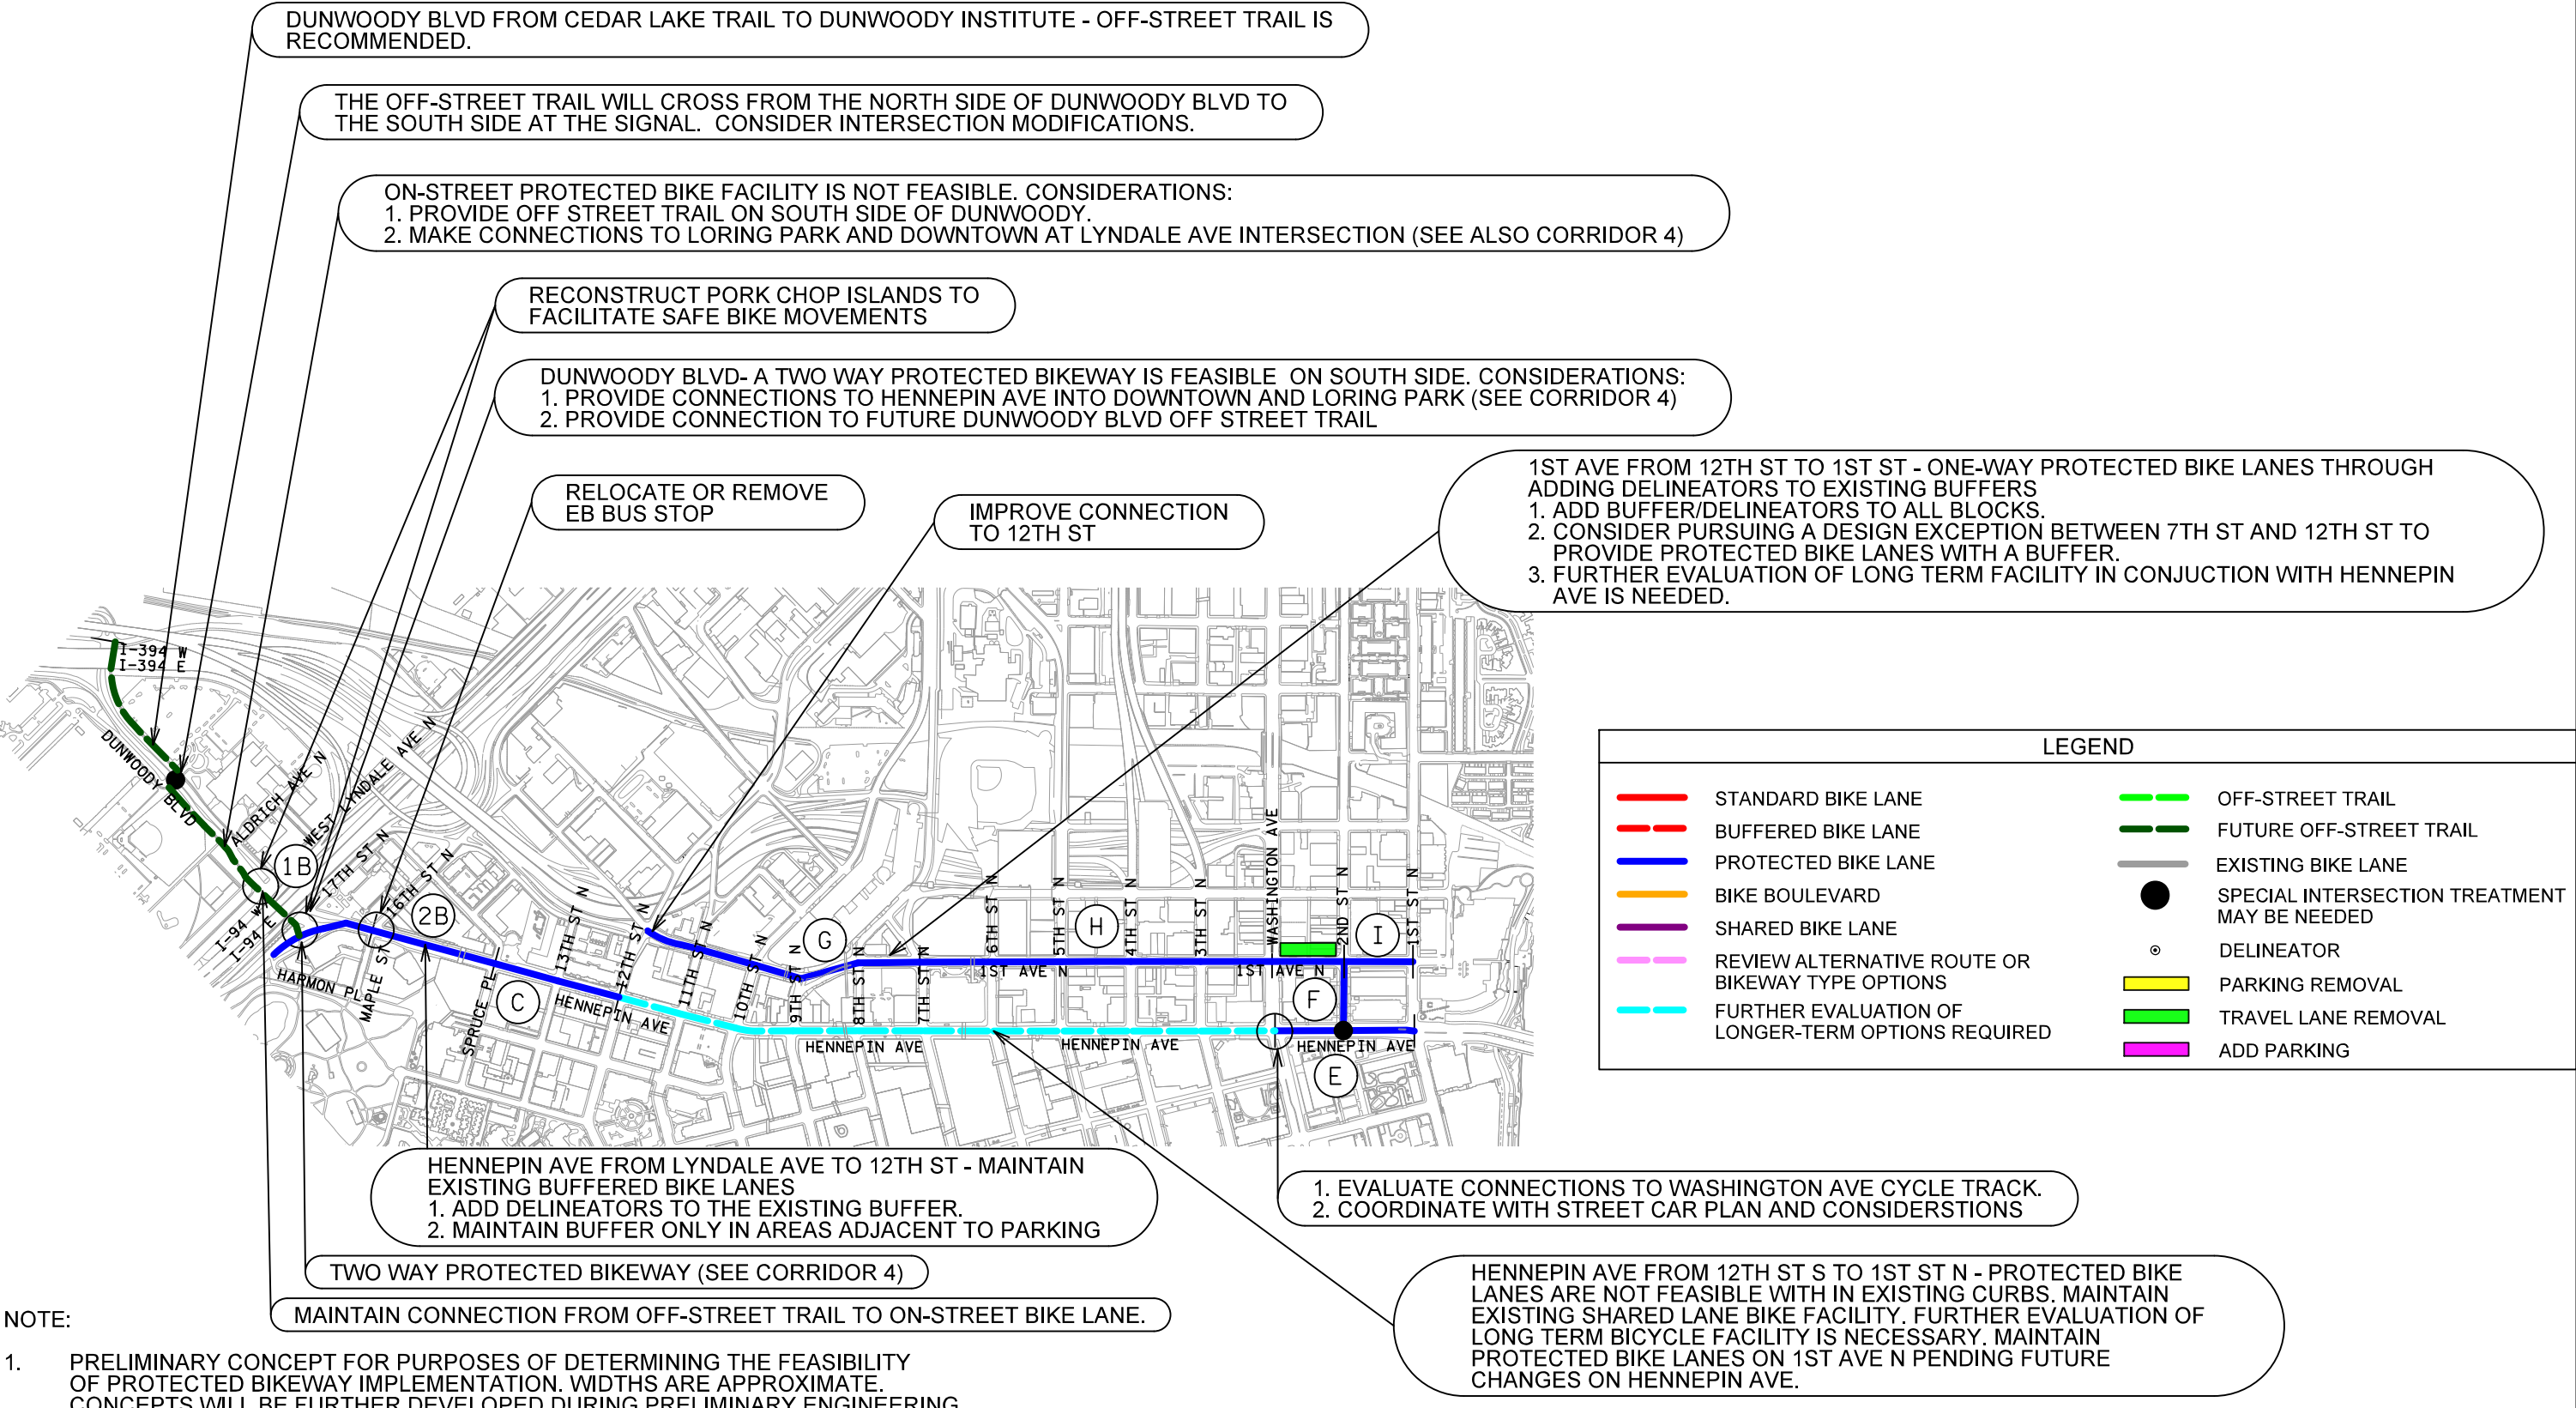 DUNWOODY BLVD FROM CEDAR LAKE TRAIL TO DUNWOODY INSTITUTE - OFF-STREET TRAIL IS
RECOMMENDED.
THE OFF-STREET TRAIL WILL CROSS FROM THE NORTH SIDE OF DUNWOODY BLVD TO
THE SOUTH SIDE AT THE SIGNAL. CONSIDER INTERSECTION MODIFICATIONS.
ON-STREET PROTECTED BIKE FACILITY IS NOT FEASIBLE. CONSIDERATIONS:
1. PROVIDE OFF STREET TRAIL ON SOUTH SIDE OF DUNWOODY.
2. MAKE CONNECTIONS TO LORING PARK AND DOWNTOWN AT LYNDALE AVE INTERSECTION (SEE ALSO CORRIDOR 4)
RECONSTRUCT PORK CHOP ISLANDS TO
FACILITATE SAFE BIKE MOVEMENTS
DUNWOODY BLVD- A TWO WAY PROTECTED BIKEWAY IS FEASIBLE ON SOUTH SIDE. CONSIDERATIONS:
1. PROVIDE CONNECTIONS TO HENNEPIN AVE INTO DOWNTOWN AND LORING PARK (SEE CORRIDOR 4)
2. PROVIDE CONNECTION TO FUTURE DUNWOODY BLVD OFF STREET TRAIL
RELOCATE OR REMOVE
EB BUS STOP
IMPROVE CONNECTION
TO 12TH ST
1ST AVE FROM 12TH ST TO 1ST ST - ONE-WAY PROTECTED BIKE LANES THROUGH
ADDING DELINEATORS TO EXISTING BUFFERS
1. ADD BUFFER/DELINEATORS TO ALL BLOCKS.
2. CONSIDER PURSUING A DESIGN EXCEPTION BETWEEN 7TH ST AND 12TH ST TO
PROVIDE PROTECTED BIKE LANES WITH A BUFFER.
3. FURTHER EVALUATION OF LONG TERM FACILITY IN CONJUCTION WITH HENNEPIN
AVE IS NEEDED.
I-394 W
I-394 E
DUNWOODY BLVD
ALDRICH AVE N
WEST LYNDALE AVE N
1B
17TH ST N
16TH ST N
2B
I-94 W
I-94 E
HARMON PL
MAPLE ST
SPRUCE PL
C
HENNEPIN AVE
13TH ST N
12TH ST N
11TH ST N
10TH ST N
9TH ST N
G
8TH ST N
7TH ST N
6TH ST N
5TH ST N
H
4TH ST N
3TH ST N
WASHINGTON AVE
2ND ST N
I
1ST ST N
1ST AVE N
1ST AVE N
F
HENNEPIN AVE
HENNEPIN AVE
HENNEPIN AVE
E
LEGEND
STANDARD BIKE LANE
BUFFERED BIKE LANE
PROTECTED BIKE LANE
BIKE BOULEVARD
SHARED BIKE LANE
REVIEW ALTERNATIVE ROUTE OR
BIKEWAY TYPE OPTIONS
FURTHER EVALUATION OF
LONGER-TERM OPTIONS REQUIRED
OFF-STREET TRAIL
FUTURE OFF-STREET TRAIL
EXISTING BIKE LANE
SPECIAL INTERSECTION TREATMENT
MAY BE NEEDED
DELINEATOR
PARKING REMOVAL
TRAVEL LANE REMOVAL
ADD PARKING
HENNEPIN AVE FROM LYNDALE AVE TO 12TH ST - MAINTAIN
EXISTING BUFFERED BIKE LANES
1. ADD DELINEATORS TO THE EXISTING BUFFER.
2. MAINTAIN BUFFER ONLY IN AREAS ADJACENT TO PARKING
1. EVALUATE CONNECTIONS TO WASHINGTON AVE CYCLE TRACK.
2. COORDINATE WITH STREET CAR PLAN AND CONSIDERSTIONS
TWO WAY PROTECTED BIKEWAY (SEE CORRIDOR 4)
MAINTAIN CONNECTION FROM OFF-STREET TRAIL TO ON-STREET BIKE LANE.
HENNEPIN AVE FROM 12TH ST S TO 1ST ST N - PROTECTED BIKE
LANES ARE NOT FEASIBLE WITH IN EXISTING CURBS. MAINTAIN
EXISTING SHARED LANE BIKE FACILITY. FURTHER EVALUATION OF
LONG TERM BICYCLE FACILITY IS NECESSARY. MAINTAIN
PROTECTED BIKE LANES ON 1ST AVE N PENDING FUTURE
CHANGES ON HENNEPIN AVE.
NOTE:
1. PRELIMINARY CONCEPT FOR PURPOSES OF DETERMINING THE FEASIBILITY
OF PROTECTED BIKEWAY IMPLEMENTATION. WIDTHS ARE APPROXIMATE.
CONCEPTS WILL BE FURTHER DEVELOPED DURING PRELIMINARY ENGINEERING